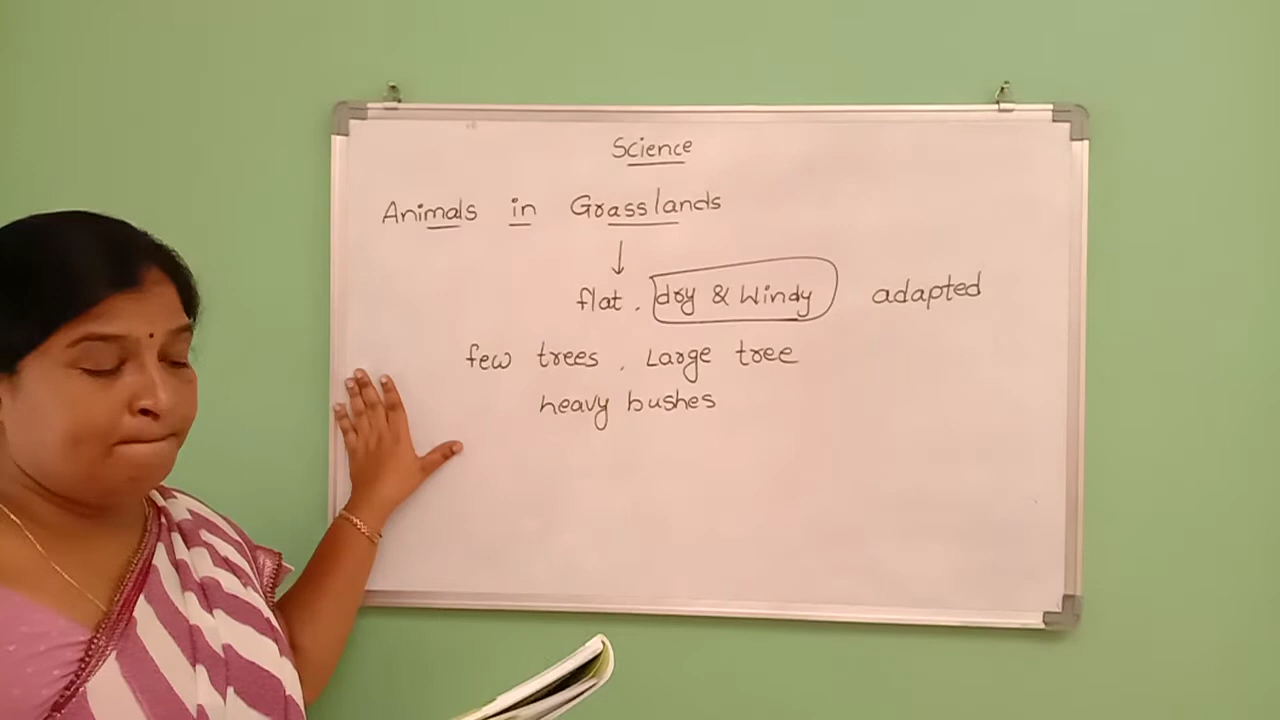 Science
Animals in Grasslands
↓
flat. dry & Windy adapted
few trees. Large tree
heavy bushes